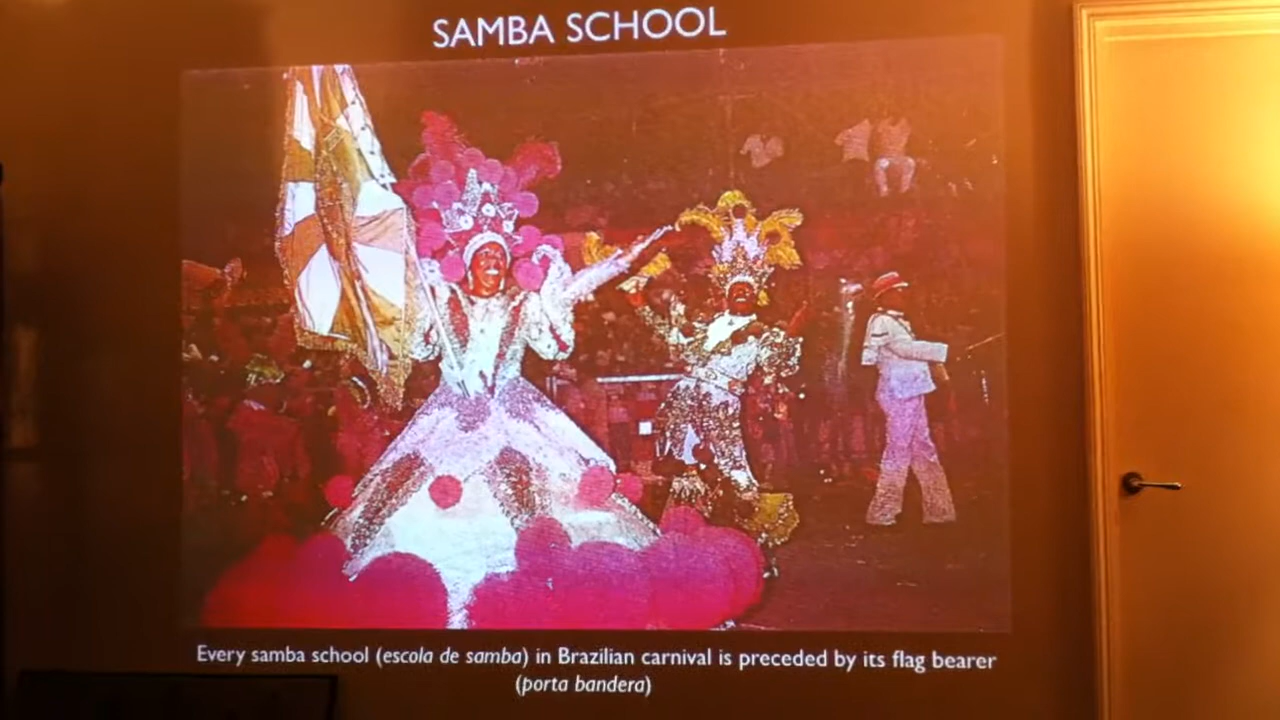 SAMBA SCHOOL
Every samba school (escola de samba) in Brazilian carnival is preceded by its flag bearer
(porta bandera)